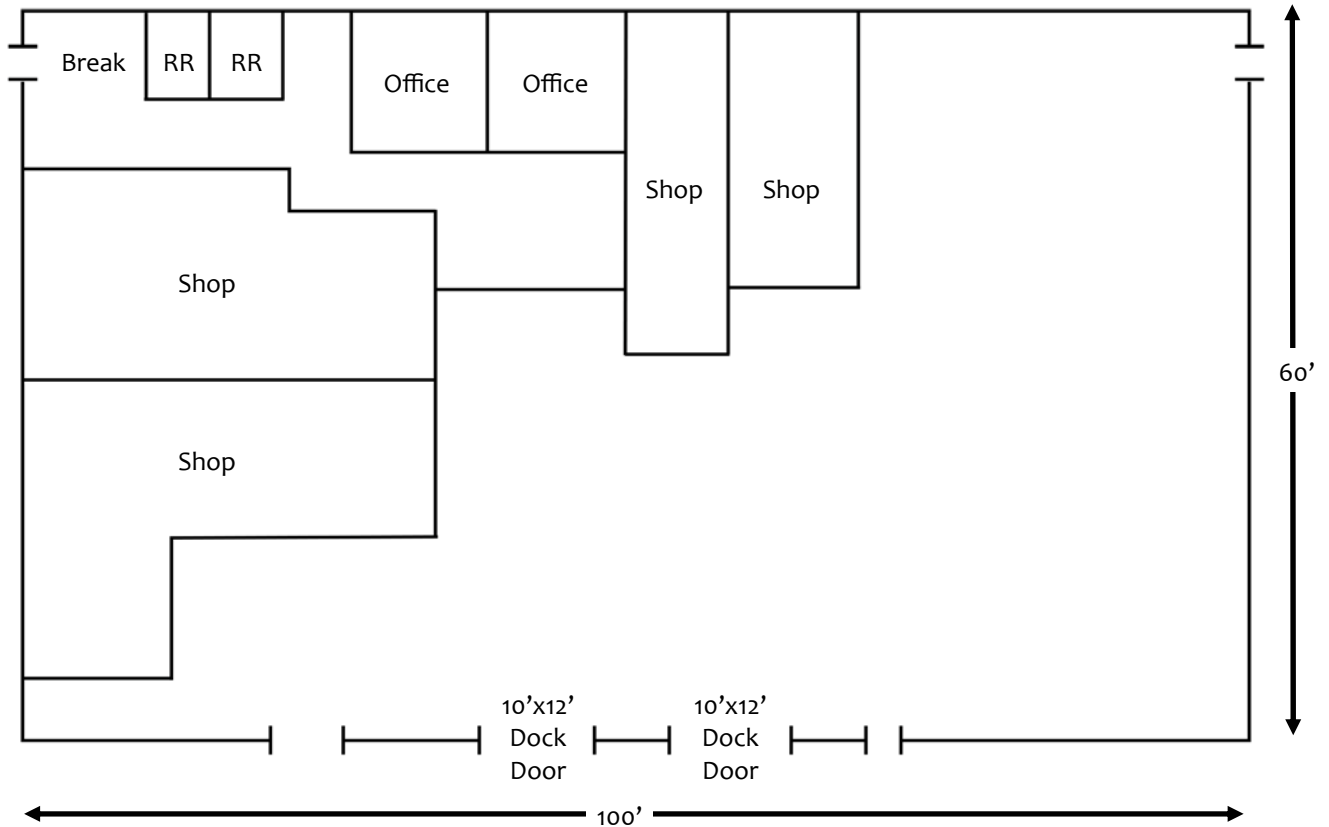 Break
RR
RR
Office
Office
Shop
Shop
Shop
60’
Shop
10’x12’
Dock
Door
10’x12’
Dock
Door
100’